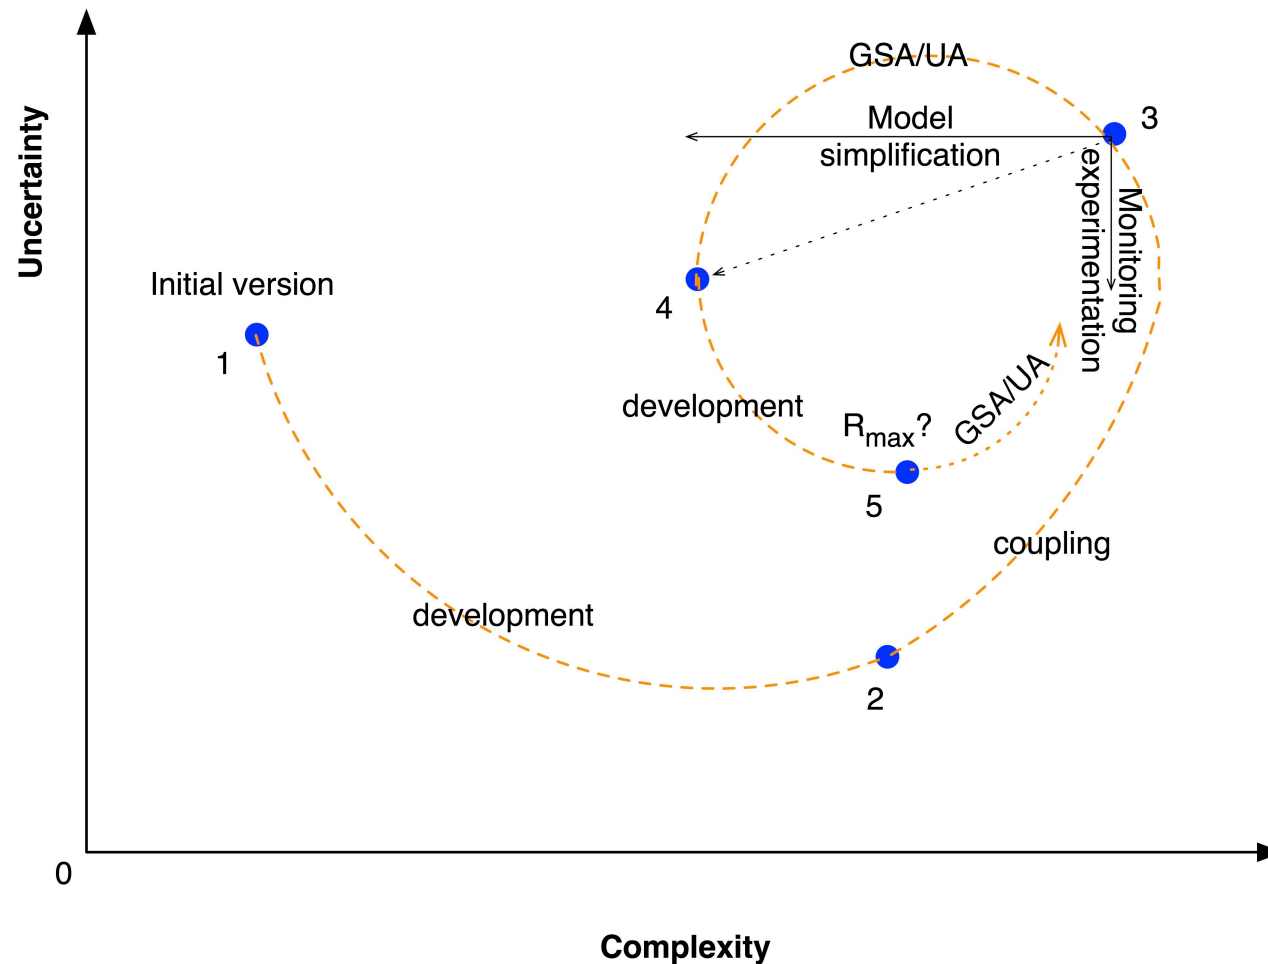 GSA/UA
3
Model
simplification
Monitoring
experimentation
Uncertainty
Initial version
1
4
development
Rmax?
GSA/UA
5
coupling
development
2
0
Complexity